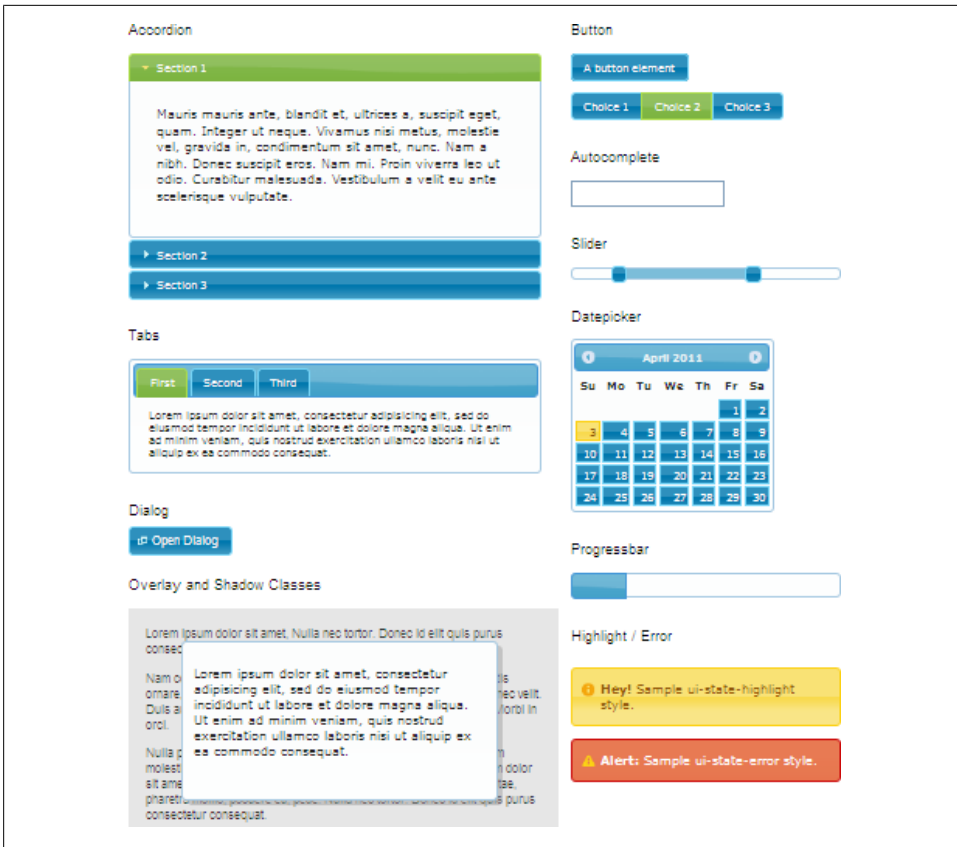 Accordion
Section 1
Mauris mauris ante, blandit et, ultrices a, suscipit eget,
quam. Integer ut neque. Vivamus nisi metus, molestie
vel, gravida in, condimentum sit amet, nunc. Nam a
nibh. Donec suscipit eros. Nam mi. Proin viverra leo ut
odio. Curabitur malesuada. Vestibulum a velit eu ante
scelerisque vulputate.
Section 2
Section 3
Tabs
First Second Third
Lorem ipsum dolor sit amet, consectetur adipisicing elit, sed do
eiusmod tempor incididunt ut labore et dolore magna aliqua. Ut enim
ad minim veniam, quis nostrud exercitation ullamco laboris nisi ut
aliquip ex ea commodo consequat.
Dialog
Open Dialog
Overlay and Shadow Classes
Lorem ipsum dolor sit amet, Nulla nec tortor. Donec id elit quis purus
Nam
ornare nec velit.
Duis in
orci.
Nulla
dolor
sit
purus
consectetur consequat.
Lorem ipsum dolor sit amet, consectetur
adipisicing elit, sed do eiusmod tempor
incididunt ut labore et dolore magna aliqua.
Ut enim ad minim veniam, quis nostrud
exercitation ullamco laboris nisi ut aliquip ex
ea commodo consequat.
Button
A button element
Choice 1 Choice 2 Choice 3
Autocomplete
Slider
Datepicker
April 2011
Su Mo Tu We Th Fr Sa
1 2
3 4 5 6 7 8 9
10 11 12 13 14 15 16
17 18 19 20 21 22 23
24 25 26 27 28 29 30
Progressbar
Highlight / Error
Hey! Sample ui-state-highlight
style.
Alert: Sample ui-state-error style.